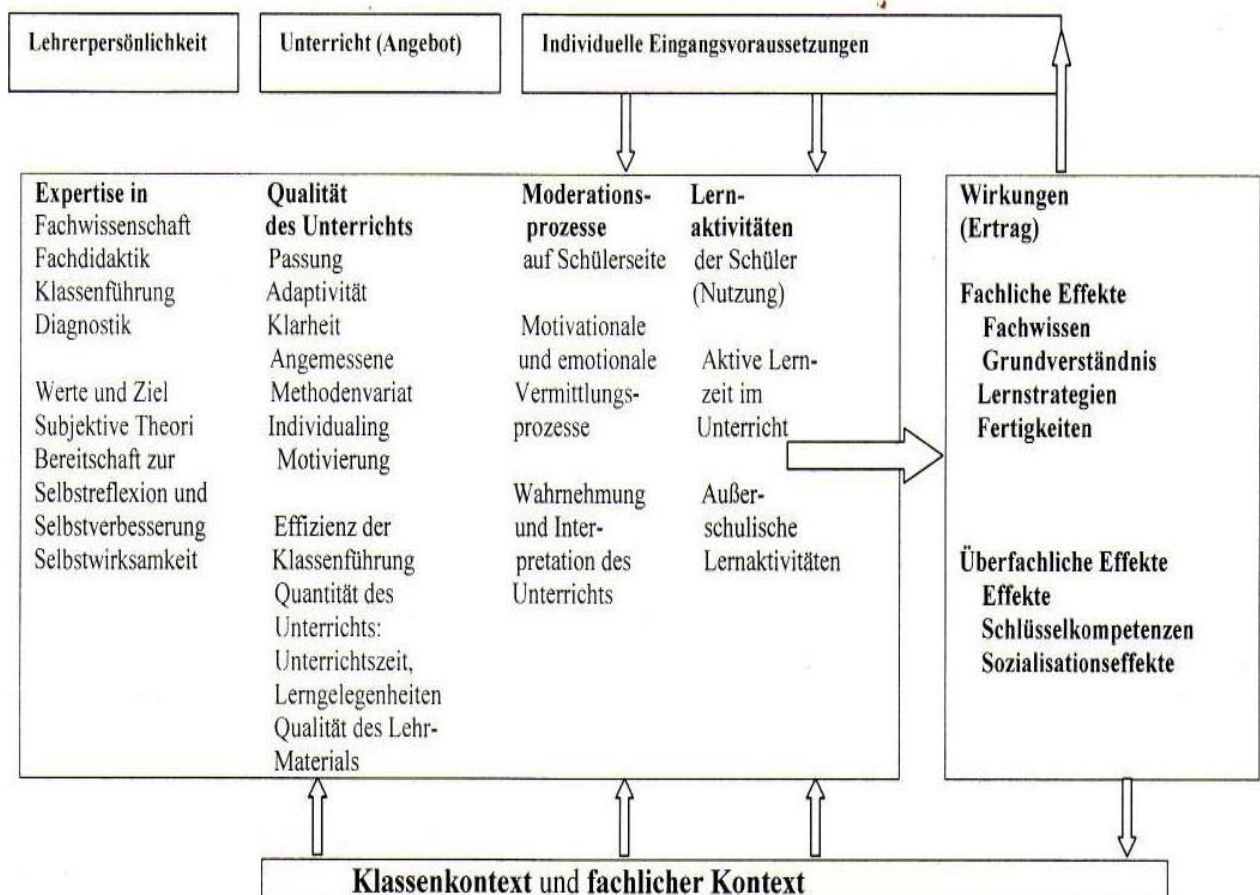 Lehrerpersönlichkeit
Unterricht (Angebot)
Individuelle Eingangsvoraussetzungen
Expertise in
Fachwissenschaft
Fachdidaktik
Klassenführung
Diagnostik
Werte und Ziel
Subjektive Theori
Bereitschaft zur
Selbstreflexion und
Selbstverbesserung
Selbstwirksamkeit
Qualität
des Unterrichts
Passung
Adaptivität
Klarheit
Angemessene
Methodenvariat
Individualing
Motivierung
Effizienz der
Klassenführung
Quantität des
Unterrichts:
Unterrichtszeit,
Lerngelegenheiten
Qualität des Lehr-
Materials
Moderations-
prozesse
auf Schülerseite
Motivationale
und emotionale
Vermittlungs-
prozesse
Wahrnehmung
und Inter-
pretation des
Unterrichts
Lern-
aktivitäten
der Schüler
(Nutzung)
Aktive Lern-
zeit im
Unterricht
Außer-
schulische
Lernaktivitäten
Wirkungen
(Ertrag)
Fachliche Effekte
Fachwissen
Grundverständnis
Lernstrategien
Fertigkeiten
Überfachliche Effekte
Effekte
Schlüsselkompetenzen
Sozialisationseffekte
Klassenkontext und fachlicher Kontext